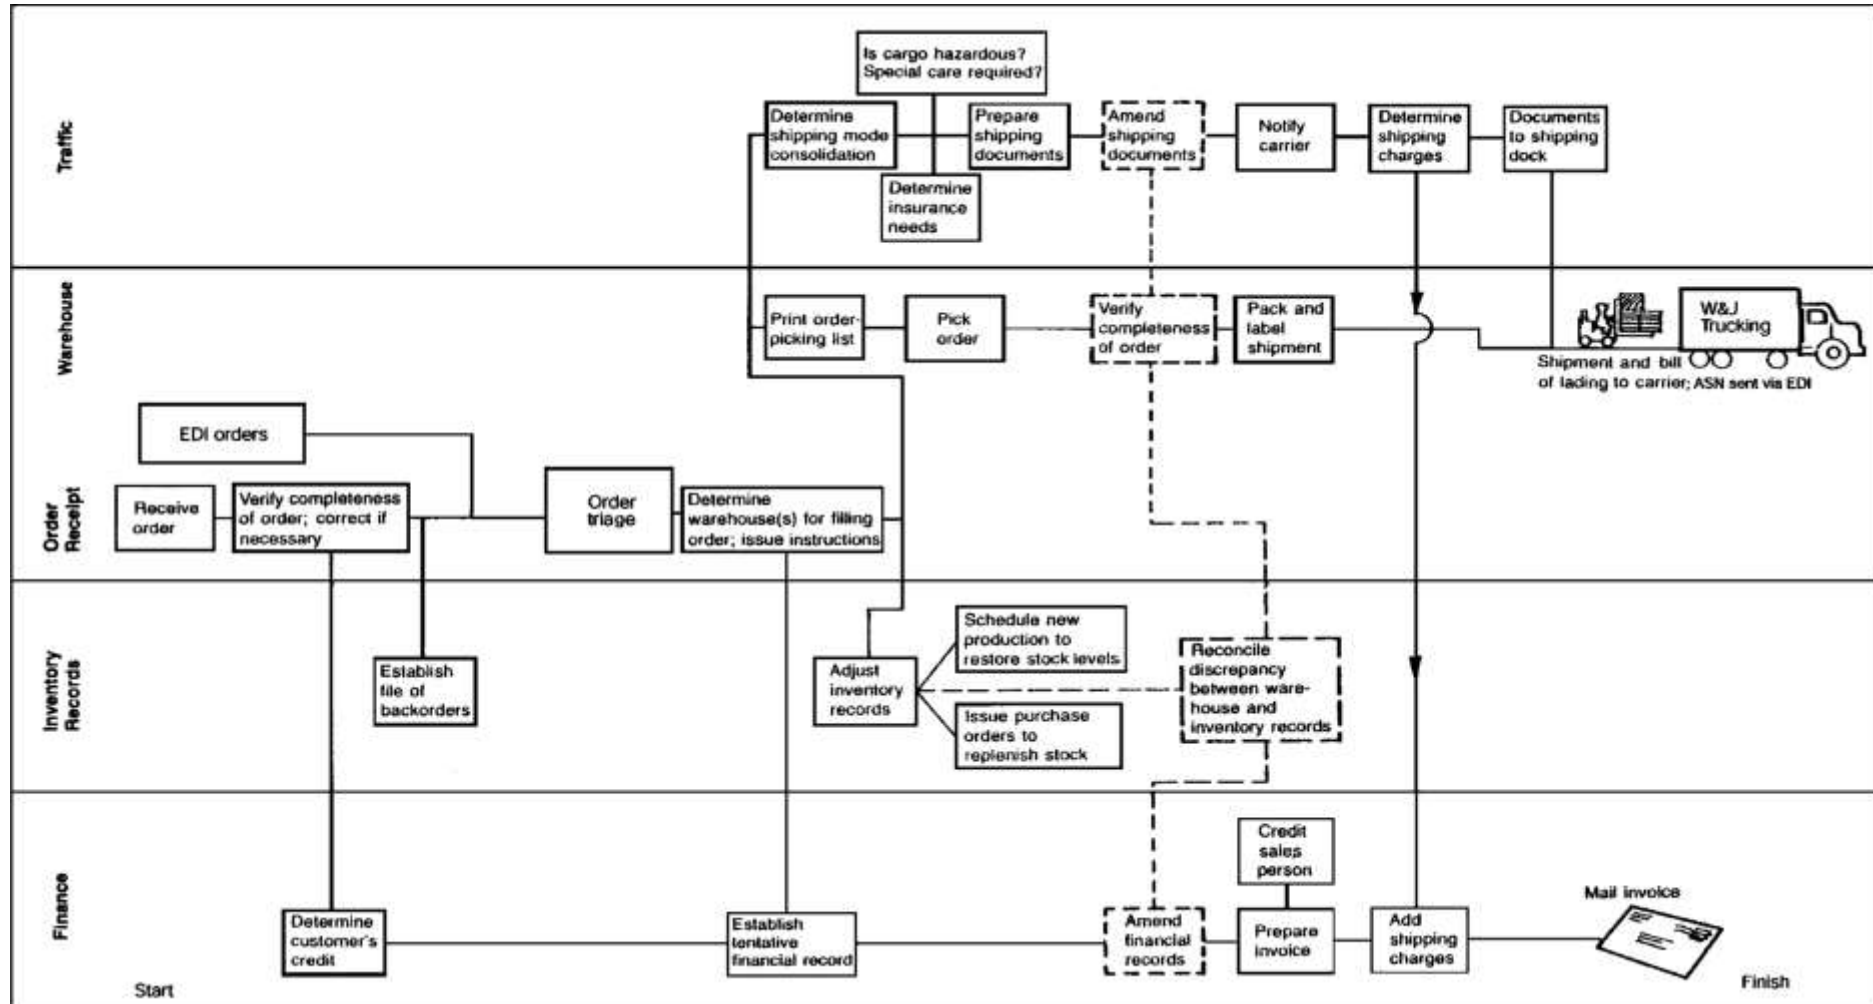 Traffic
Is cargo hazardous?
Special care required?
Determine
shipping mode
consolidation
Prepare
shipping
documents
Amend
shipping
documents
Notify
carrier
Determine
shipping
charges
Documents
to shipping
dock
Determine
insurance
needs
Warehouse
Print order-
picking list
Pick
order
Verify
completeness
of order
Pack and
label
shipment
W&J
Trucking
Shipment and bill
of lading to carrier; ASN sent via EDI
EDI orders
Order
Receipt
Receive
order
Verify completeness
of order; correct if
necessary
Order
triage
Determine
warehouse(s) for filling
order; issue instructions
Inventory
Records
Establish
file of
backorders
Adjust
inventory
records
Schedule new
production to
restore stock levels
Issue purchase
orders to
replenish stock
Reconcile
discrepancy
between ware-
house and
inventory records
Finance
Determine
customer's
credit
Establish
tentative
financial record
Amend
financial
records
Credit
sales
person
Prepare
invoice
Add
shipping
charges
Mail invoice
Start
Finish